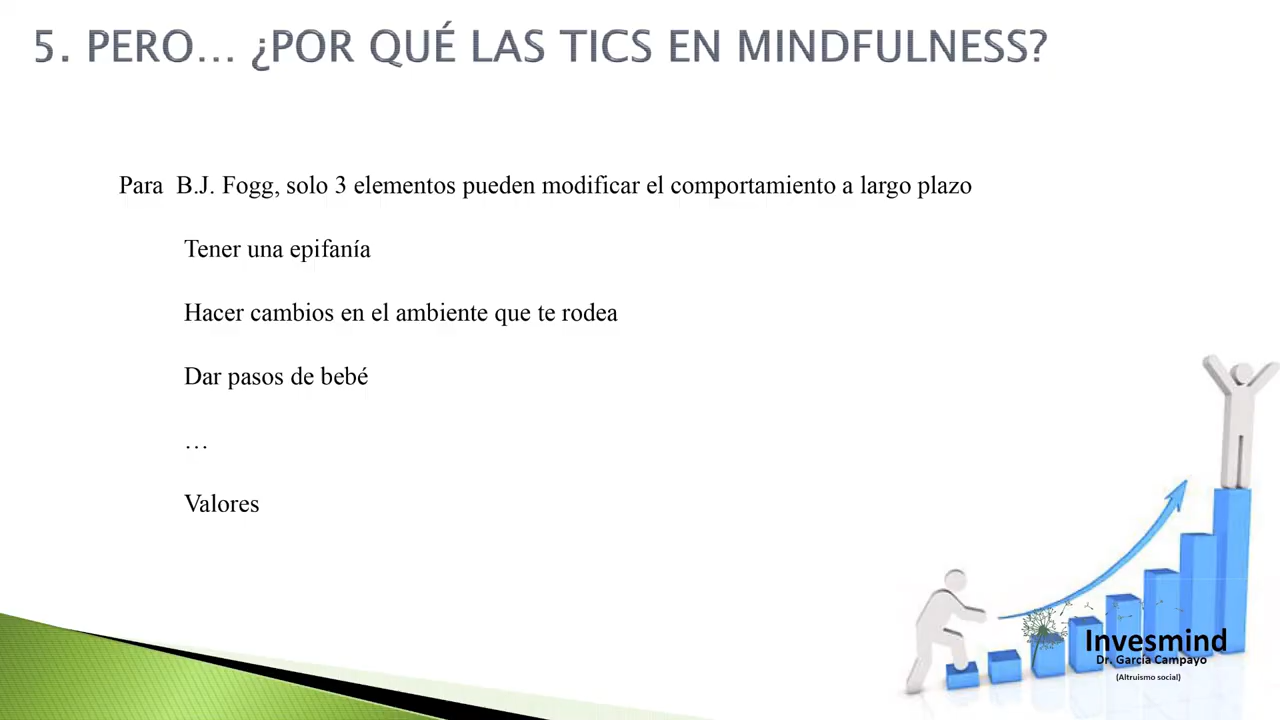 5. PERO... ¿POR QUÉ LAS TICS EN MINDFULNESS?
Para B.J. Fogg, solo 3 elementos pueden modificar el comportamiento a largo plazo
Tener una epifanía
Hacer cambios en el ambiente que te rodea
Dar pasos de bebé
…
Valores
Invesmind
Dr. García Campayo
(Altruismo social)